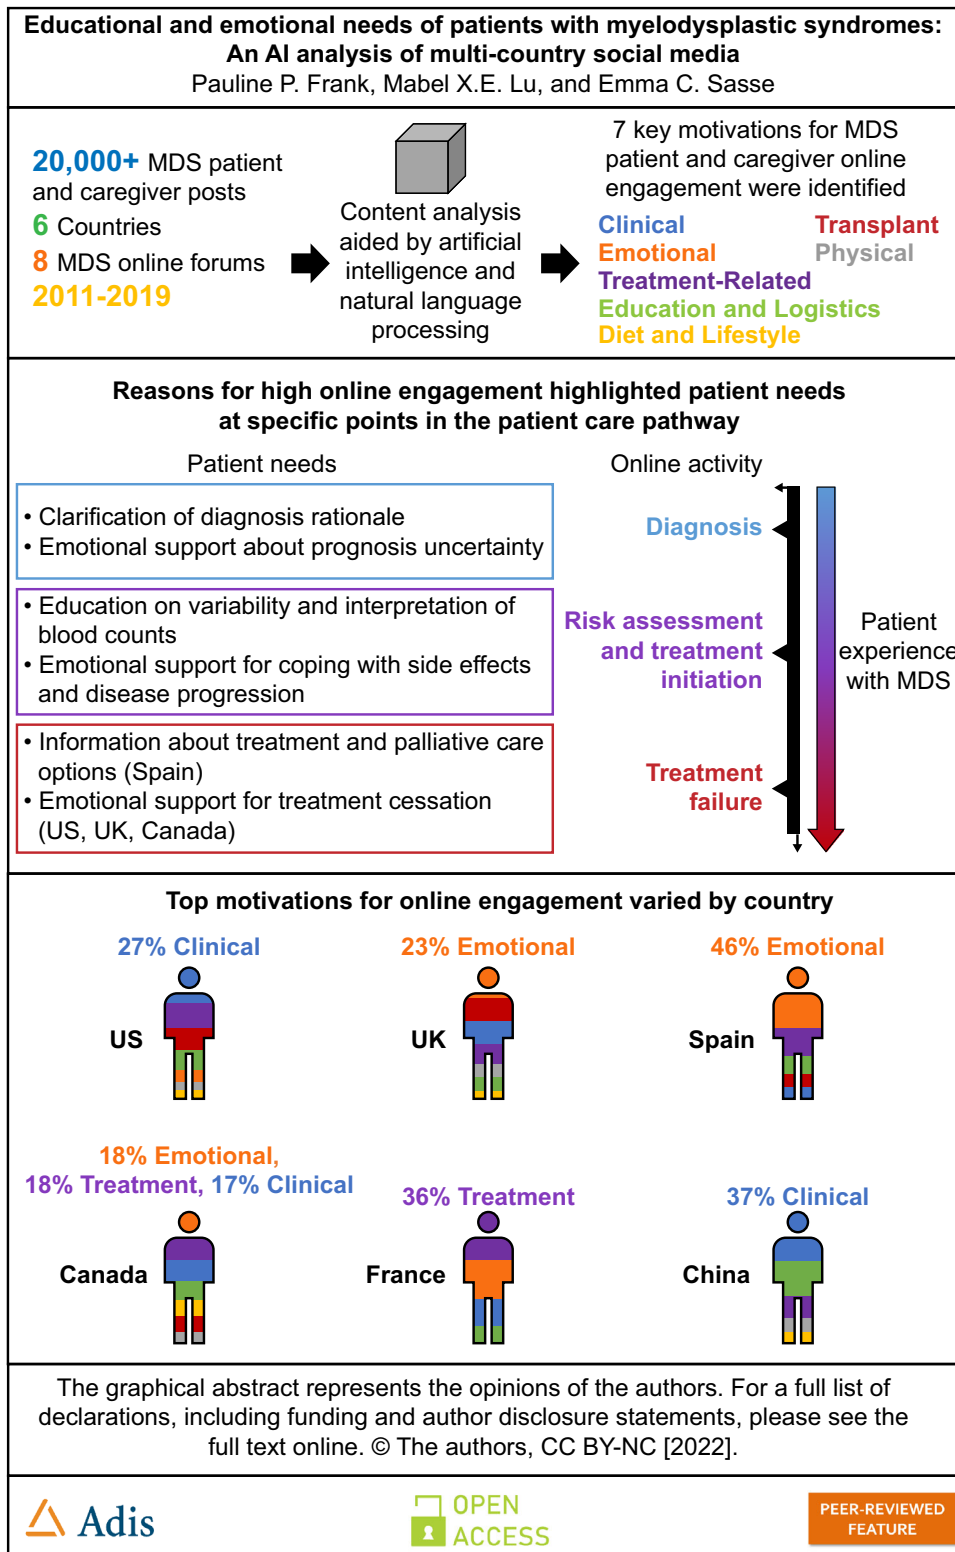 Educational and emotional needs of patients with myelodysplastic syndromes:
An AI analysis of multi-country social media
Pauline P. Frank, Mabel X.E. Lu, and Emma C. Sasse
20,000+ MDS patient
and caregiver posts
6 Countries
8 MDS online forums
2011-2019
Content analysis
aided by artificial
intelligence and
natural language
processing
7 key motivations for MDS
patient and caregiver online
engagement were identified
Clinical
Transplant
Emotional
Physical
Treatment-Related
Education and Logistics
Diet and Lifestyle
Reasons for high online engagement highlighted patient needs
at specific points in the patient care pathway
Patient needs
Online activity
• Clarification of diagnosis rationale
• Emotional support about prognosis uncertainty
Diagnosis
• Education on variability and interpretation of
blood counts
• Emotional support for coping with side effects
and disease progression
Risk assessment
and treatment
initiation
Patient
experience
with MDS
• Information about treatment and palliative care
options (Spain)
• Emotional support for treatment cessation
(US, UK, Canada)
Treatment
failure
Top motivations for online engagement varied by country
27% Clinical
US
23% Emotional
UK
46% Emotional
Spain
18% Emotional,
18% Treatment, 17% Clinical
Canada
36% Treatment
France
37% Clinical
China
The graphical abstract represents the opinions of the authors. For a full list of
declarations, including funding and author disclosure statements, please see the
full text online. © The authors, CC BY-NC [2022].
Adis
OPEN
ACCESS
PEER-REVIEWED
FEATURE